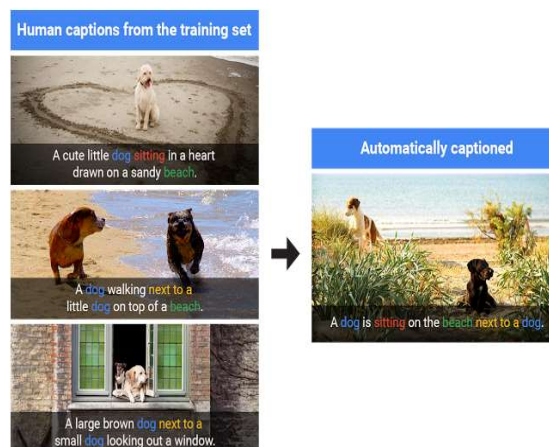 Human captions from the training set
A cute little dog sitting in a heart
drawn on a sandy beach.
A dog walking next to a
little dog on top of a beach.
A large brown dog next to a
small dog looking out a window.
Automatically captioned
A dog is sitting on the beach next to a dog.